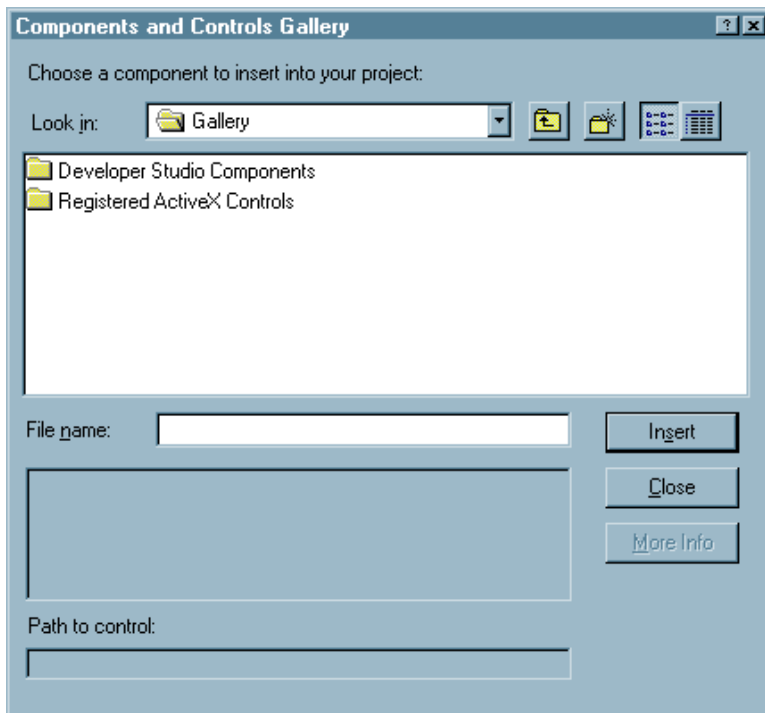 Components and Controls Gallery
Choose a component to insert into your project:
Look in: Gallery
Developer Studio Components
Registered ActiveX Controls
File name: Insert
Close
More Info
Path to control: